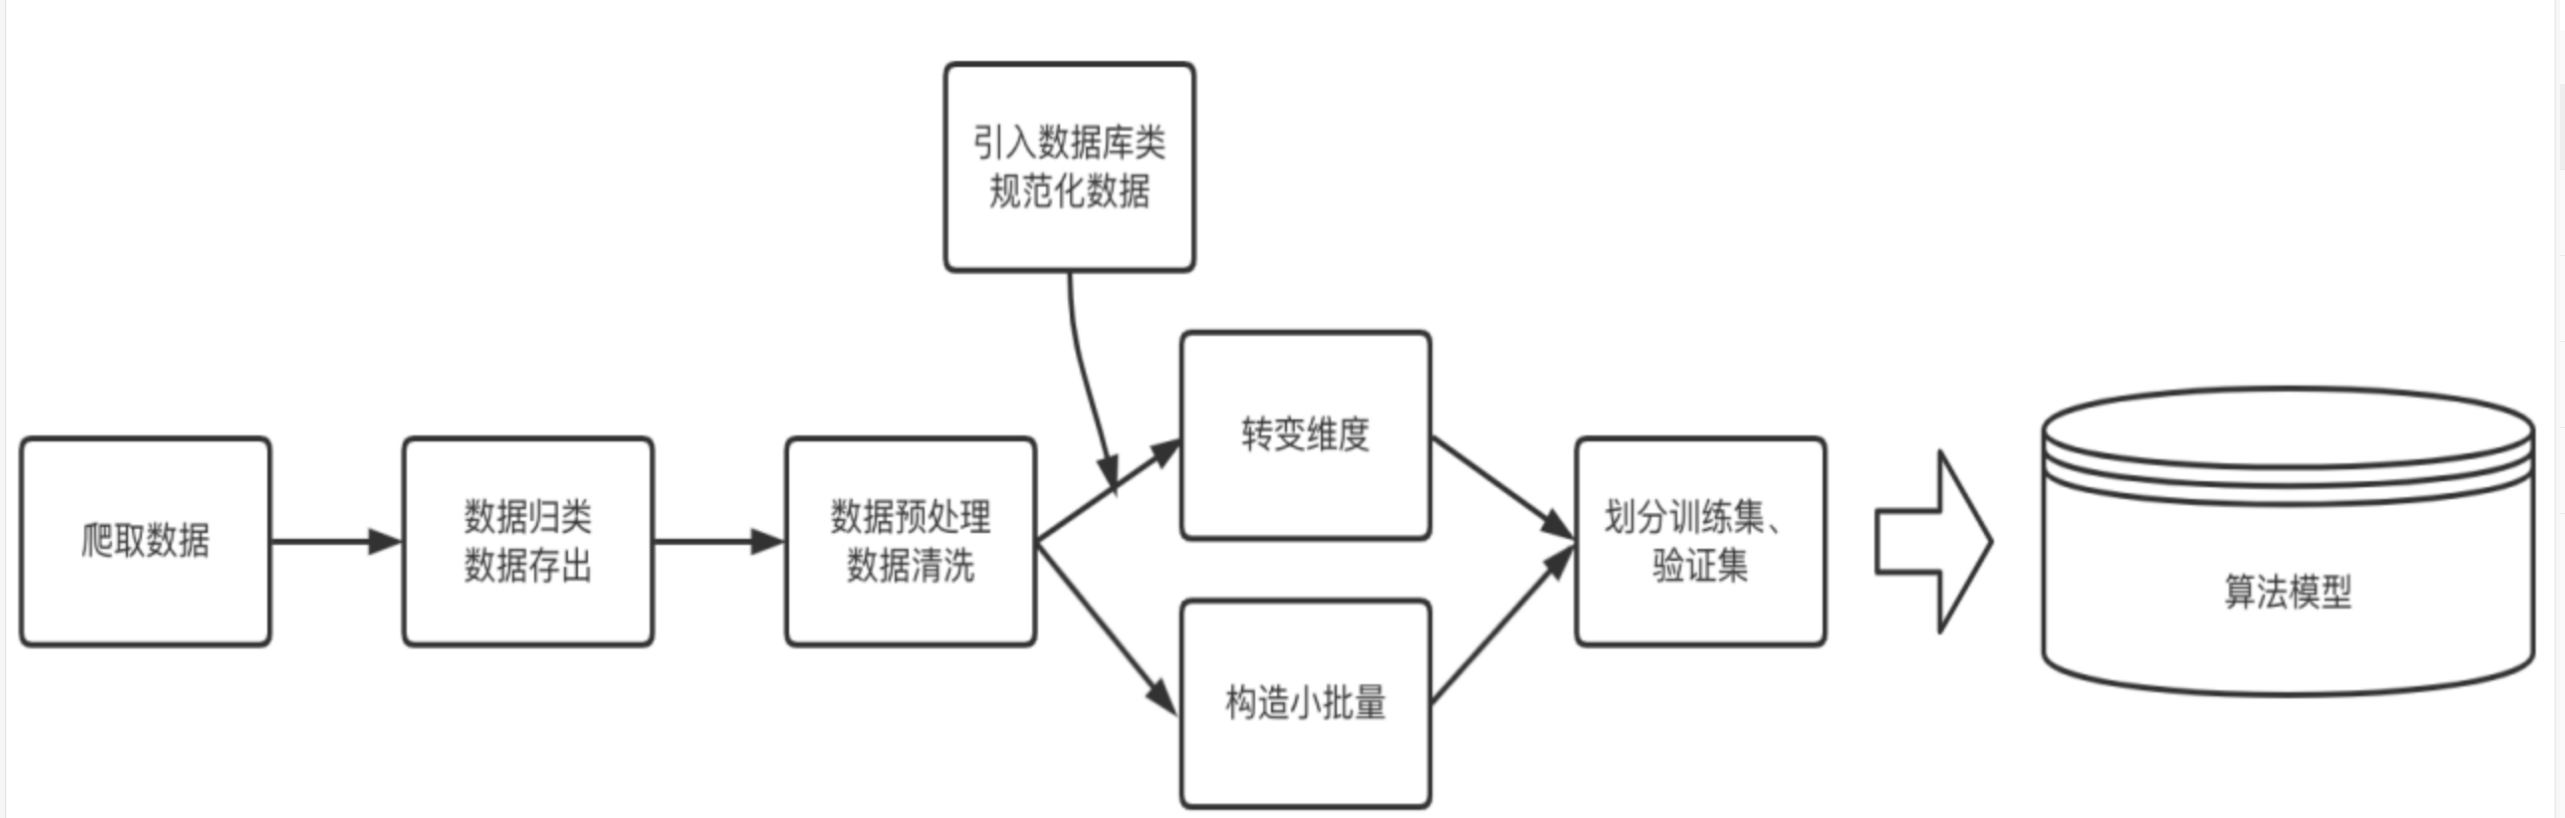 引入数据库类
规范化数据
爬取数据
数据归类
数据存出
数据预处理
数据清洗
转变维度
构造小批量
划分训练集、
验证集
算法模型